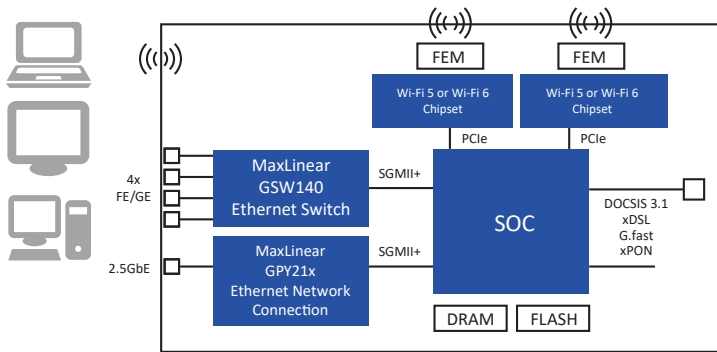 FEM
FEM
Wi-Fi 5 or Wi-Fi 6
Chipset
Wi-Fi 5 or Wi-Fi 6
Chipset
PCIe
PCIe
4x
FE/GE
MaxLinear
GSW140
Ethernet Switch
SGMII+
SOC
DOCSIS 3.1
xDSL
G.fast
xPON
2.5GbE
MaxLinear
GPY21x
Ethernet Network
Connection
SGMII+
DRAM
FLASH